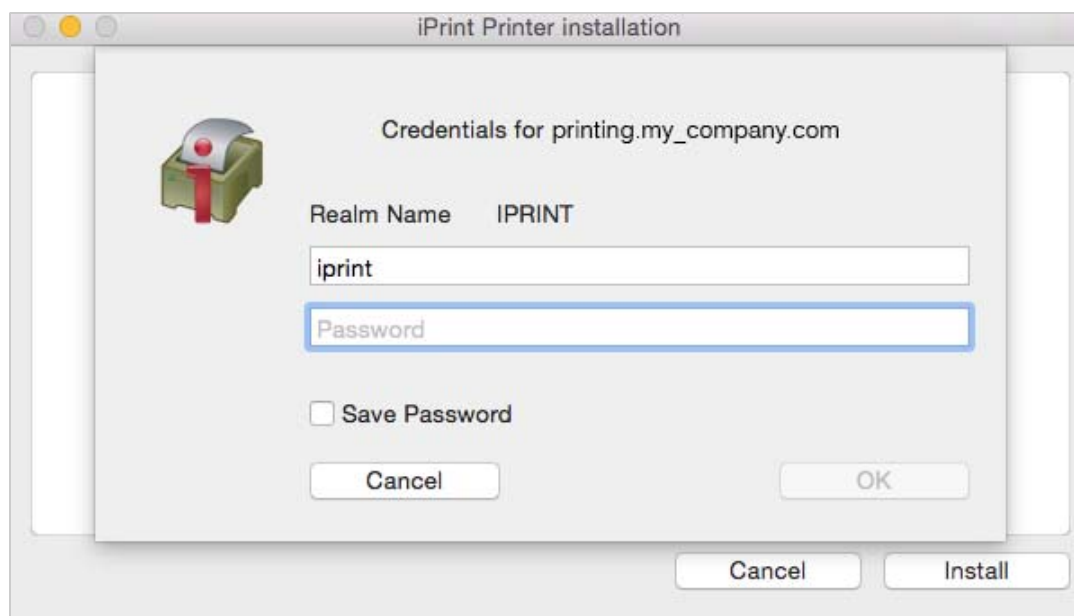 iPrint Printer installation
Credentials for printing.my_company.com
Realm Name IPRINT
iprint
Password
Save Password
Cancel OK
Cancel Install